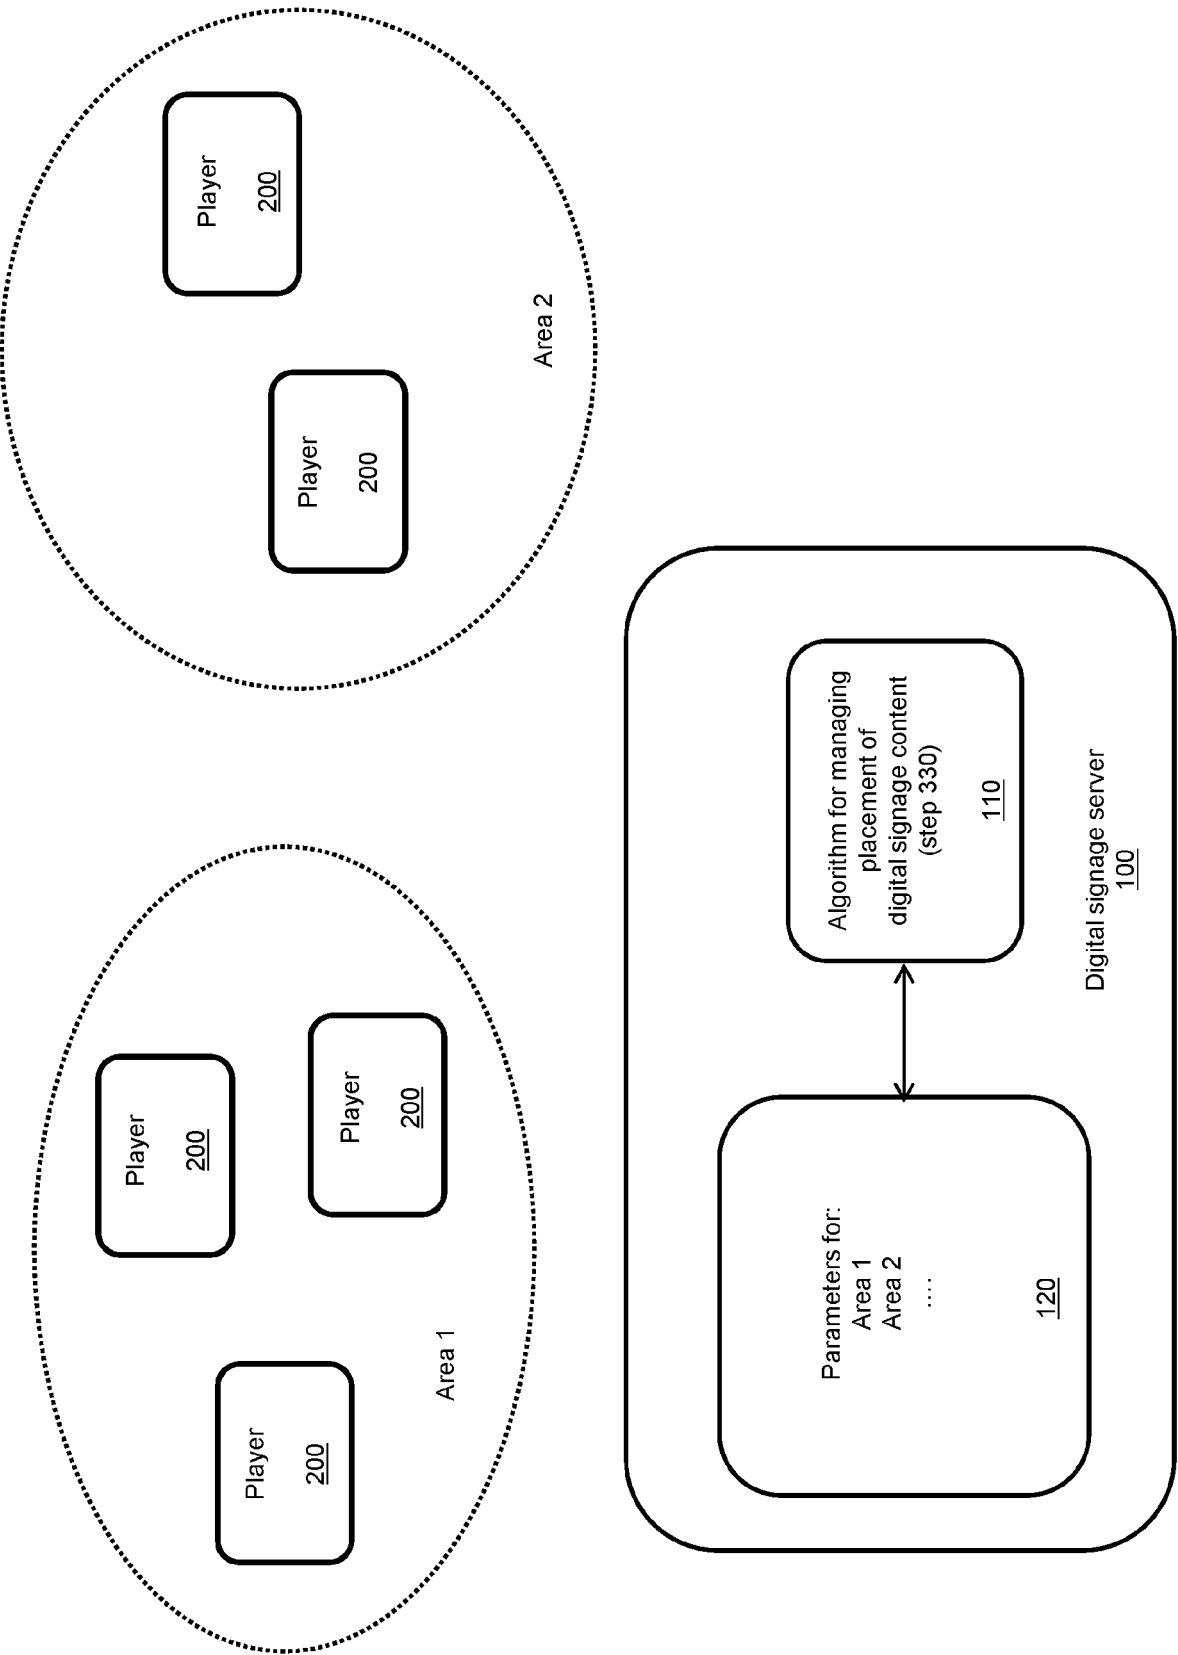 Player
200
Player
200
Player
200
Area 1
Player
200
Player
200
Area 2
Parameters for:
Area 1
Area 2
....
120
Algorithm for managing
placement of
digital signage content
(step 330)
110
Digital signage server
100